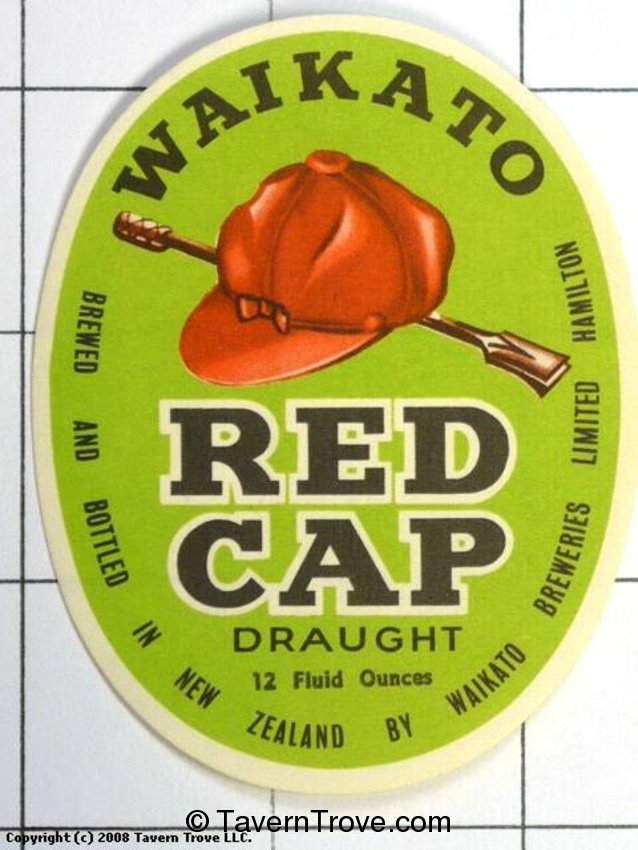 WAIKATO
RED
CAP
DRAUGHT
12 Fluid Ounces
BREWED AND BOTTLED IN NEW ZEALAND BY WAIKATO BREWERIES LIMITED HAMILTON
© TavernTrove.com
Copyright (c) 2008 Tavern Trove LLC.